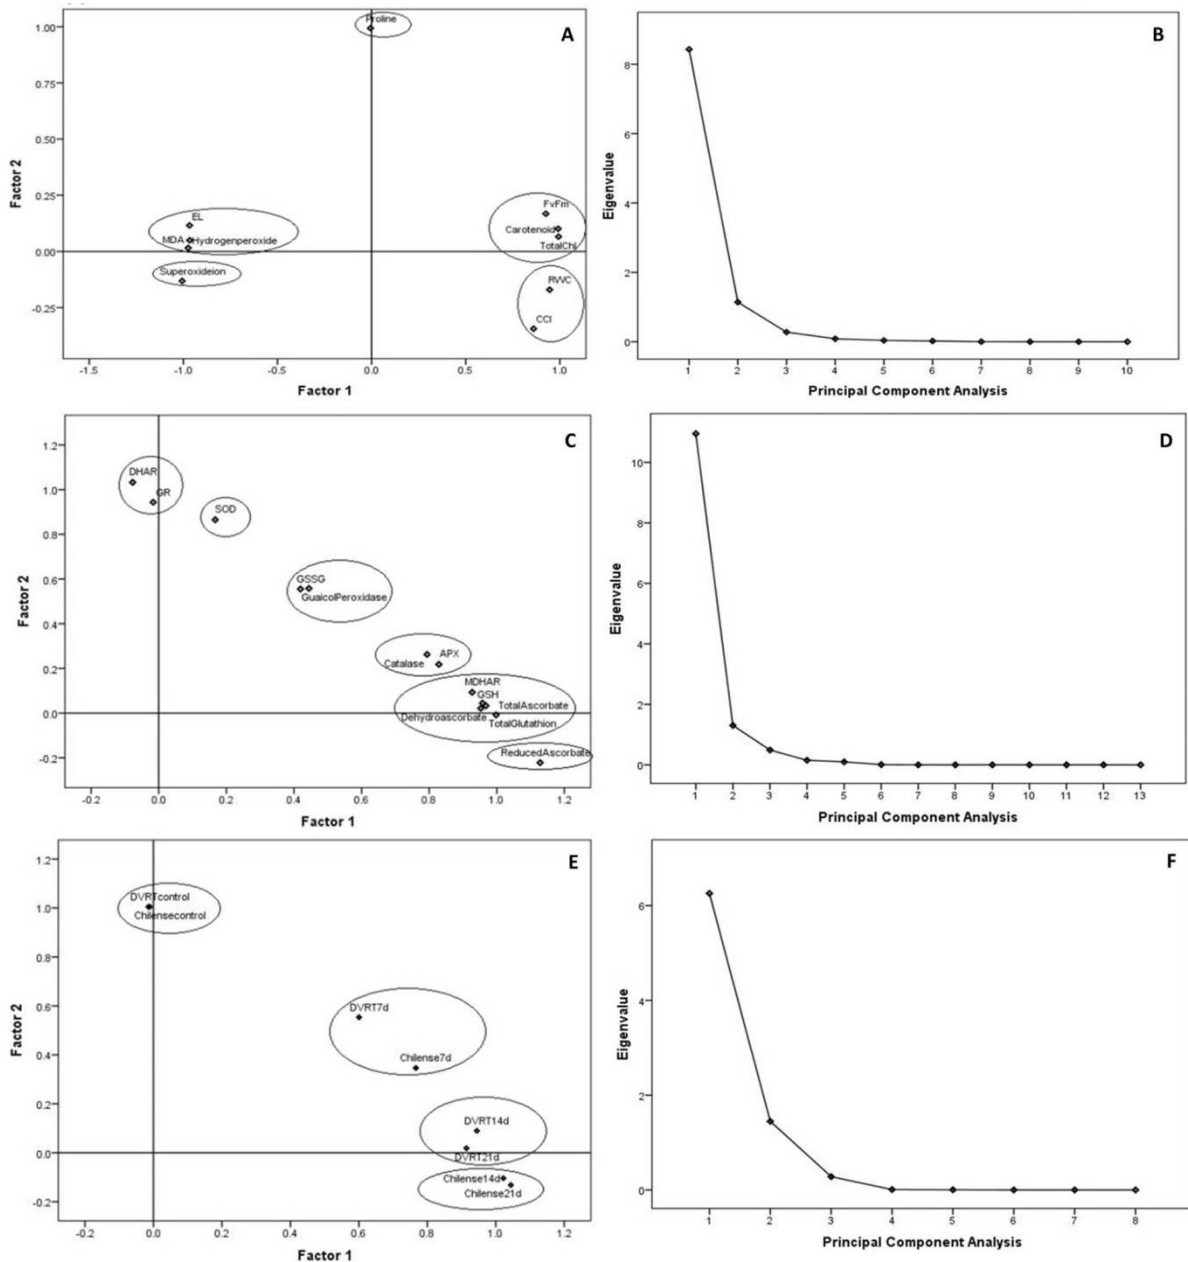 A
1.00
0.75
0.50
0.25
0.00
-0.25
Factor 2
Proline
EL
MDA
Hydrogenperoxide
Superoxideion
FvFm
Carotenoid
TotalChl
RWC
CCI
-1.5 -1.0 -0.5 0.0 0.5 1.0
Factor 1
B
8
6
4
2
0
Eigenvalue
1 2 3 4 5 6 7 8 9 10
Principal Component Analysis
C
1.2
1.0
0.8
0.6
0.4
0.2
0.0
-0.2
Factor 2
DHAR
GR
SOD
GSSG
GuaicolPeroxidase
APX
Catalase
MDHAR
GSH
TotalAscorbate
Dehydroascorbate
TotalGlutathion
ReducedAscorbate
-0.2 0.0 0.2 0.4 0.6 0.8 1.0 1.2
Factor 1
D
10
8
6
4
2
0
Eigenvalue
1 2 3 4 5 6 7 8 9 10 11 12 13
Principal Component Analysis
E
1.2
1.0
0.8
0.6
0.4
0.2
0.0
-0.2
Factor 2
DVRTcontrol
Chilensecontrol
DVRT7d
Chilense7d
DVRT14d
DVRT21d
Chilense14d
Chilense21d
-0.2 0.0 0.2 0.4 0.6 0.8 1.0 1.2
Factor 1
F
6
4
2
0
Eigenvalue
1 2 3 4 5 6 7 8
Principal Component Analysis